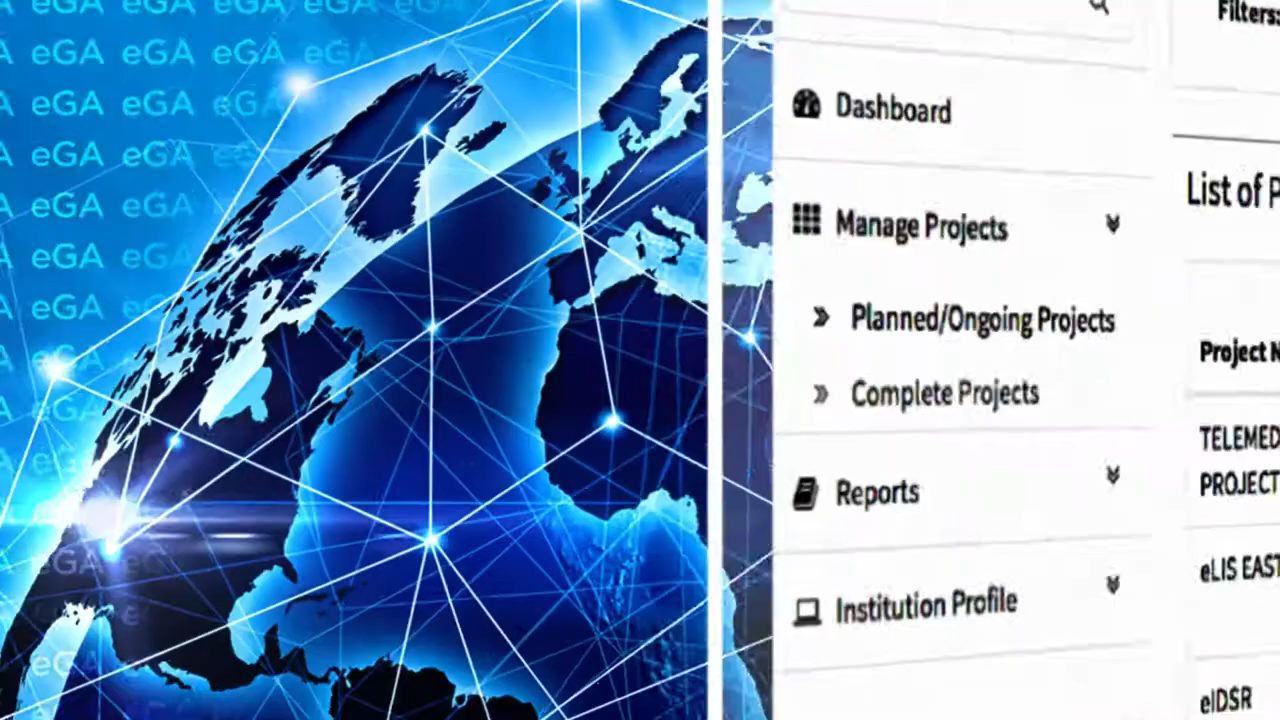 eGA eGA eGA eGA eGA
eGA eGA eGA eGA
eGA eGA eGA
eGA eGA
eGA eGA
eGA
eGA
eGA
eGA
Filters:
Dashboard
List of P
Manage Projects
Planned/Ongoing Projects
Project N
Complete Projects
TELEMED
PROJECT
Reports
eLIS EAST
Institution Profile
eIDSR